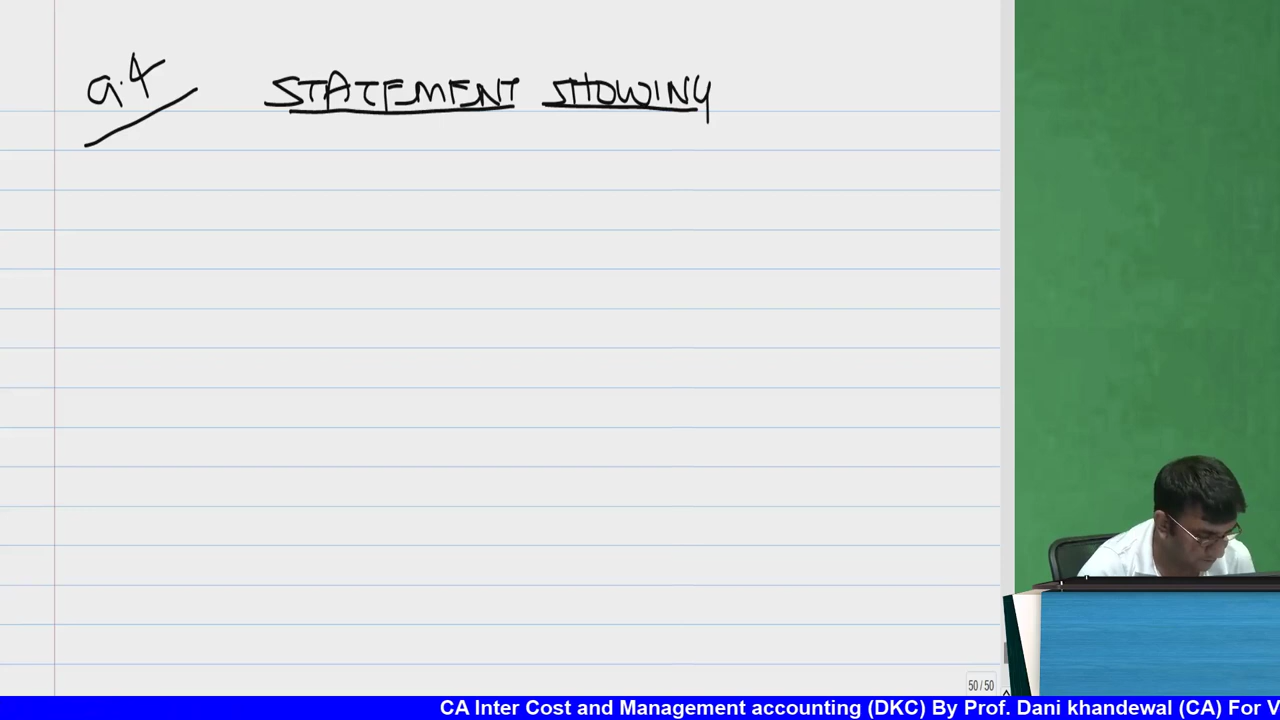 Q.4 STATEMENT SHOWING
50/50
CA Inter Cost and Management accounting (DKC) By Prof. Dani khandewal (CA) For V